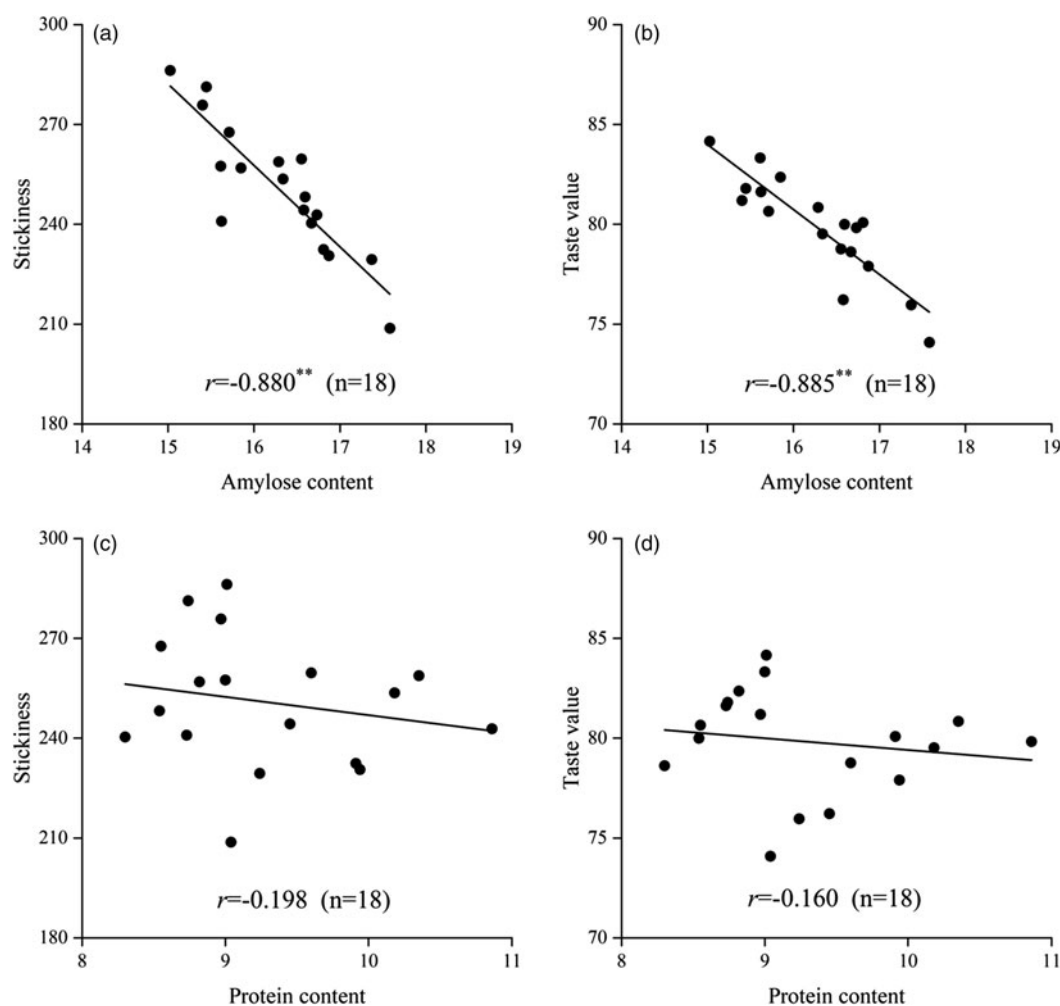 (a)
300
270
240
210
180
Stickiness
r=-0.880** (n=18)
14 15 16 17 18 19
Amylose content
(b)
90
85
80
75
70
Taste value
r=-0.885** (n=18)
14 15 16 17 18 19
Amylose content
(c)
300
270
240
210
180
Stickiness
r=-0.198 (n=18)
8 9 10 11
Protein content
(d)
90
85
80
75
70
Taste value
r=-0.160 (n=18)
8 9 10 11
Protein content